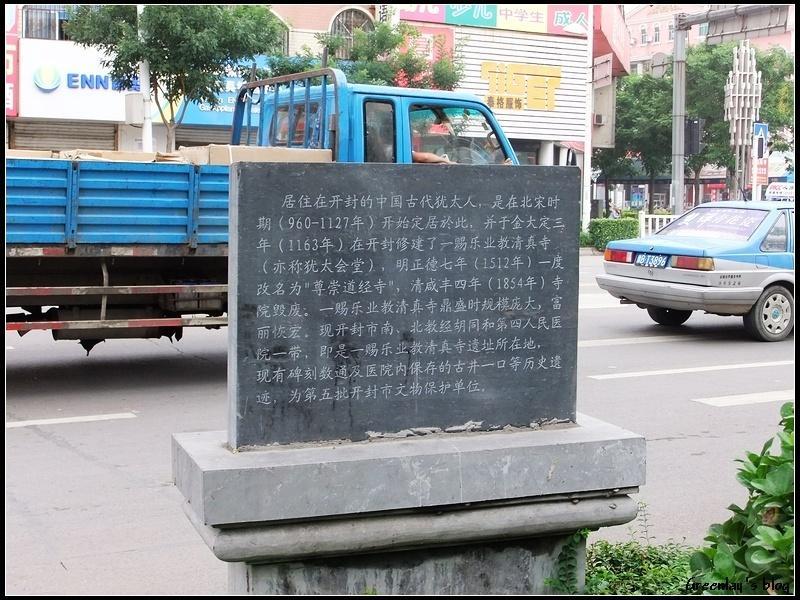 ENN
中学生
成人
泰格服饰
居住在开封的中国古代犹太人，是在北宋时
期（960-1127年）开始定居於此，并于金大定三
年（1163年）在开封修建了一赐乐业教清真寺
（亦称犹太会堂），明正德七年（1512年）一度
改名为"尊崇道经寺"，清咸丰四年（1854年）寺
院毁废。一赐乐业教清真寺鼎盛时规模庞大，富
丽恢宏。现开封市南、北教经胡同和第四人民医
院一带，即是一赐乐业教清真寺遗址所在地，
现有碑刻数通及医院内保存的古井一口等历史遗
迹，为第五批开封市文物保护单位。
Greenlay's blog